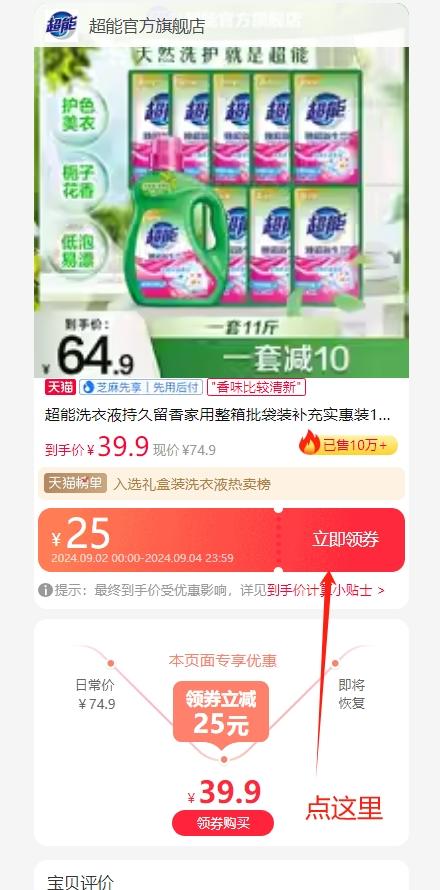 超能 超能官方旗舰店
天然洗护就是超能
护色
美衣
栀子
花香
低泡
易漂
超能
到手价:
¥64.9
一套11斤
一套减10
天猫 芝麻先享|先用后付 "香味比较清新"
超能洗衣液持久留香家用整箱批袋装补充实惠装1...
到手价¥39.9 现价¥74.9 已售10万+
天猫榜单 入选礼盒装洗衣液热卖榜
¥25
立即领券
2024.09.02 00:00-2024.09.04 23:59
提示：最终到手价受优惠影响，详见到手价计算小贴士 >
本页面专享优惠
日常价
¥74.9
领券立减
25元
即将
恢复
¥39.9
领券购买
点这里
宝贝评价